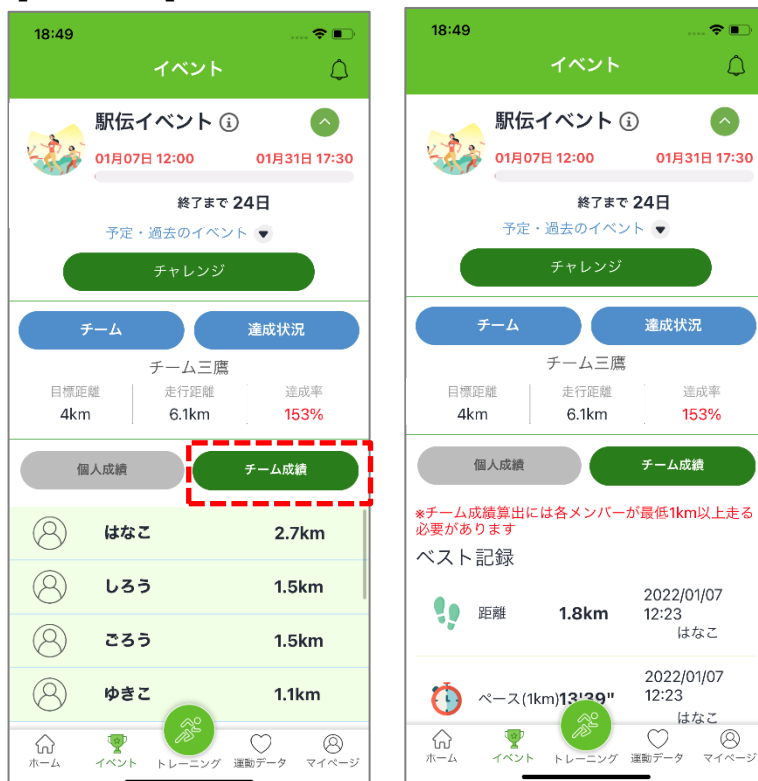 18:49
イベント
駅伝イベント
01月07日 12:00
01月31日 17:30
終了まで 24日
予定・過去のイベント
チャレンジ
チーム
達成状況
チーム三鷹
目標距離
走行距離
達成率
4km
6.1km
153%
個人成績
チーム成績
はなこ
2.7km
しろう
1.5km
ごろう
1.5km
ゆきこ
1.1km
ホーム
イベント
トレーニング
運動データ
マイページ
18:49
イベント
駅伝イベント
01月07日 12:00
01月31日 17:30
終了まで 24日
予定・過去のイベント
チャレンジ
チーム
達成状況
チーム三鷹
目標距離
走行距離
達成率
4km
6.1km
153%
個人成績
チーム成績
※チーム成績算出には各メンバーが最低1km以上走る
必要があります
ベスト記録
距離
1.8km
2022/01/07
12:23
はなこ
ペース(1km)
13'39"
2022/01/07
12:23
はなこ
ホーム
イベント
トレーニング
運動データ
マイページ